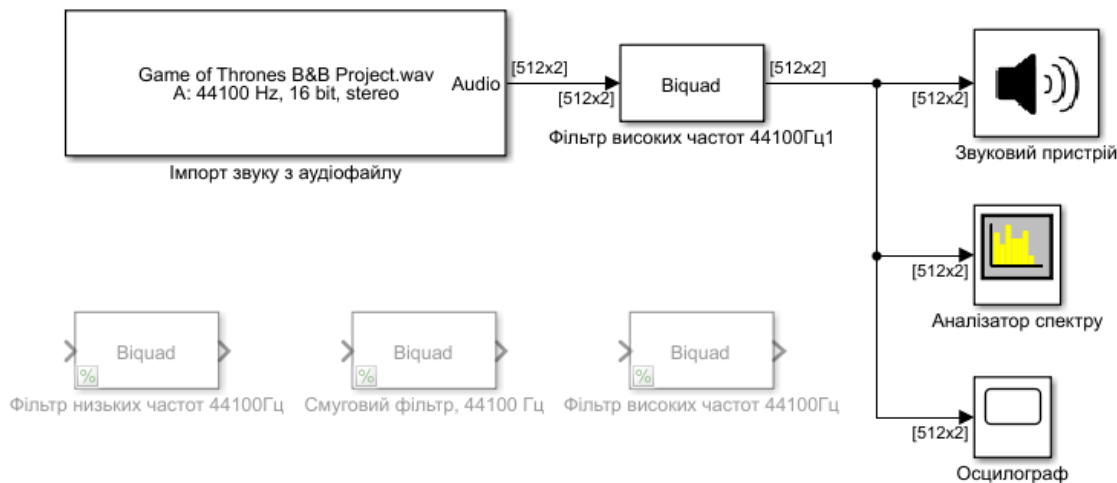 Game of Thrones B&B Project.wav
A: 44100 Hz, 16 bit, stereo
Audio
[512x2]
[512x2]
Biquad
[512x2]
[512x2]
Імпорт звуку з аудіофайлу
Фільтр високих частот 44100Гц1
Звуковий пристрій
[512x2]
Аналізатор спектру
Biquad
%
Фільтр низьких частот 44100Гц
Biquad
%
Смуговий фільтр, 44100 Гц
Biquad
%
Фільтр високих частот 44100Гц
[512x2]
Осцилограф